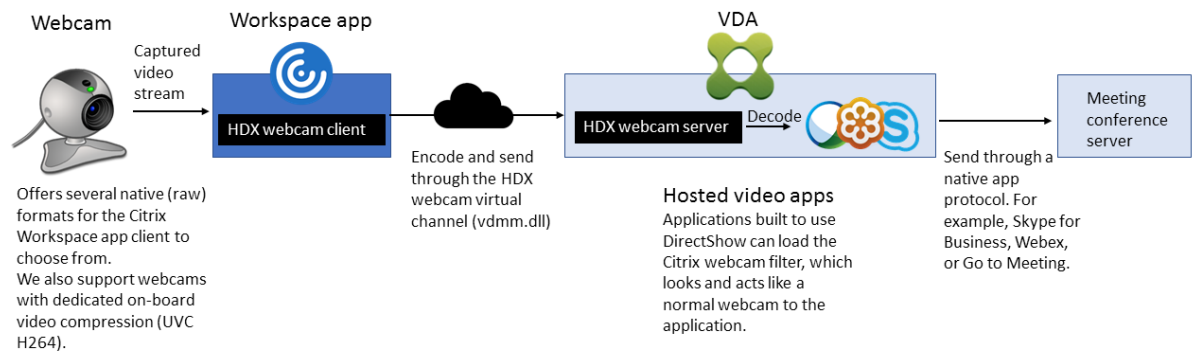 Webcam
Captured
video
stream
Offers several native (raw)
formats for the Citrix
Workspace app client to
choose from.
We also support webcams
with dedicated on-board
video compression (UVC
H264).
Workspace app
HDX webcam client
Encode and send
through the HDX
webcam virtual
channel (vdmm.dll)
VDA
HDX webcam server
Decode
S
Hosted video apps
Applications built to use
DirectShow can load the
Citrix webcam filter, which
looks and acts like a
normal webcam to the
application.
Send through a
native app
protocol. For
example, Skype for
Business, Webex,
or Go to Meeting.
Meeting
conference
server